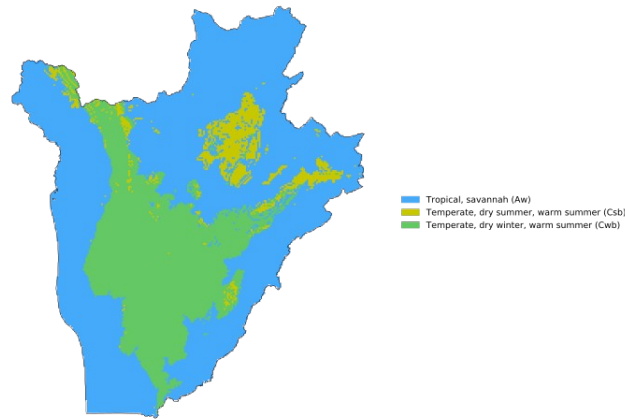 Tropical, savannah (Aw)
Temperate, dry summer, warm summer (Csb)
Temperate, dry winter, warm summer (Cwb)